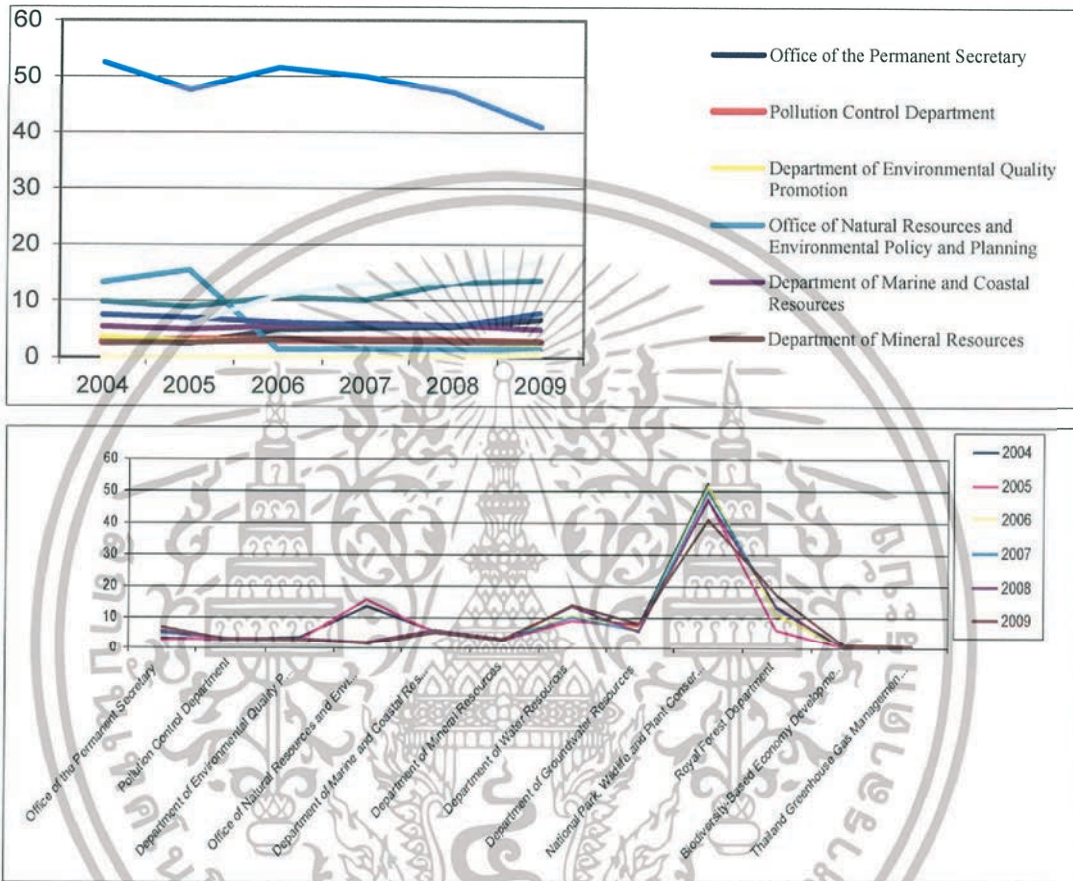 60
50
40
30
20
10
0
2004 2005 2006 2007 2008 2009
Office of the Permanent Secretary
Pollution Control Department
Department of Environmental Quality
Promotion
Office of Natural Resources and
Environmental Policy and Planning
Department of Marine and Coastal
Resources
Department of Mineral Resources
60
50
40
30
20
10
0
Office of the Permanent Secretary
Pollution Control Department
Department of Environmental Quality P...
Office of Natural Resources and Envi...
Department of Marine and Coastal Res...
Department of Mineral Resources
Department of Water Resources
Department of Groundwater Resources
National Park, Wildlife and Plant Conser...
Royal Forest Department
Biodiversity-Based Economy Developme...
Thailand Greenhouse Gas Managemen...
2004
2005
2006
2007
2008
2009